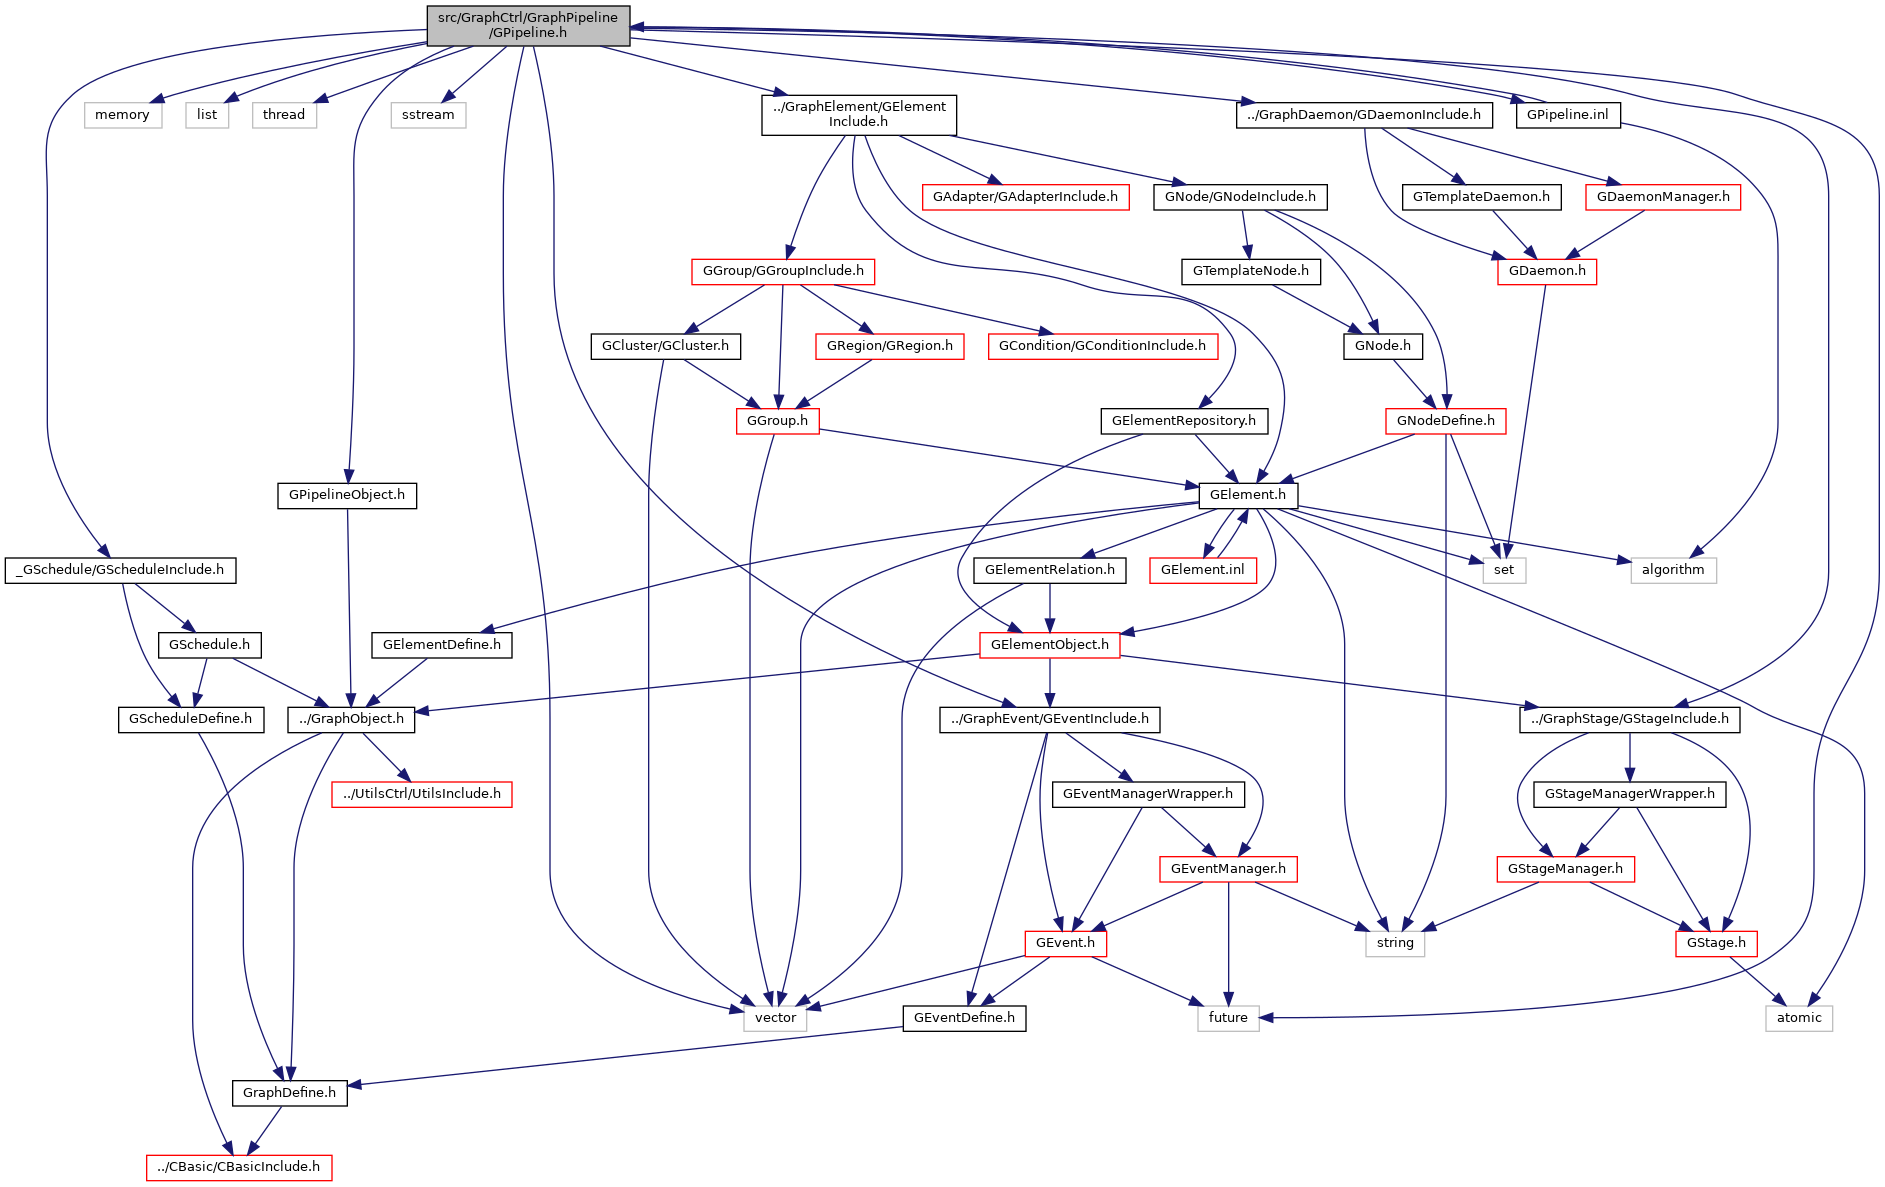 src/GraphCtrl/GraphPipeline
/GPipeline.h
memory
list
thread
sstream
../GraphElement/GElement
Include.h
../GraphDaemon/GDaemonInclude.h
GPipeline.inl
GAdapter/GAdapterInclude.h
GNode/GNodeInclude.h
GTemplateDaemon.h
GDaemonManager.h
GGroup/GGroupInclude.h
GTemplateNode.h
GDaemon.h
GCluster/GCluster.h
GRegion/GRegion.h
GCondition/GConditionInclude.h
GNode.h
GGroup.h
GElementRepository.h
GNodeDefine.h
GPipelineObject.h
GElement.h
_GSchedule/GScheduleInclude.h
GElementRelation.h
GElement.inl
set
algorithm
GSchedule.h
GElementDefine.h
GElementObject.h
GScheduleDefine.h
../GraphObject.h
../GraphEvent/GEventInclude.h
../GraphStage/GStageInclude.h
../UtilsCtrl/UtilsInclude.h
GEventManagerWrapper.h
GStageManagerWrapper.h
GEventManager.h
GStageManager.h
GEvent.h
string
GStage.h
vector
GEventDefine.h
future
atomic
GraphDefine.h
../CBasic/CBasicInclude.h